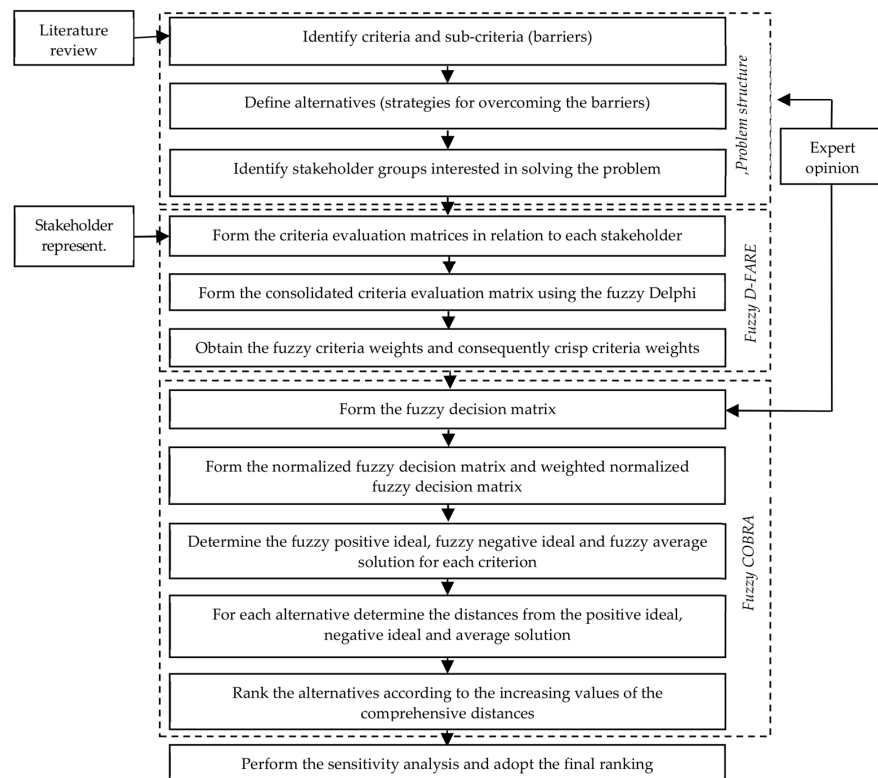 Literature
review
Identify criteria and sub-criteria (barriers)
Define alternatives (strategies for overcoming the barriers)
Identify stakeholder groups interested in solving the problem
,Problem structure
Expert
opinion
Stakeholder
represent.
Form the criteria evaluation matrices in relation to each stakeholder
Form the consolidated criteria evaluation matrix using the fuzzy Delphi
Obtain the fuzzy criteria weights and consequently crisp criteria weights
Fuzzy D-FARE
Form the fuzzy decision matrix
Form the normalized fuzzy decision matrix and weighted normalized
fuzzy decision matrix
Determine the fuzzy positive ideal, fuzzy negative ideal and fuzzy average
solution for each criterion
For each alternative determine the distances from the positive ideal,
negative ideal and average solution
Rank the alternatives according to the increasing values of the
comprehensive distances
Fuzzy COBRA
Perform the sensitivity analysis and adopt the final ranking